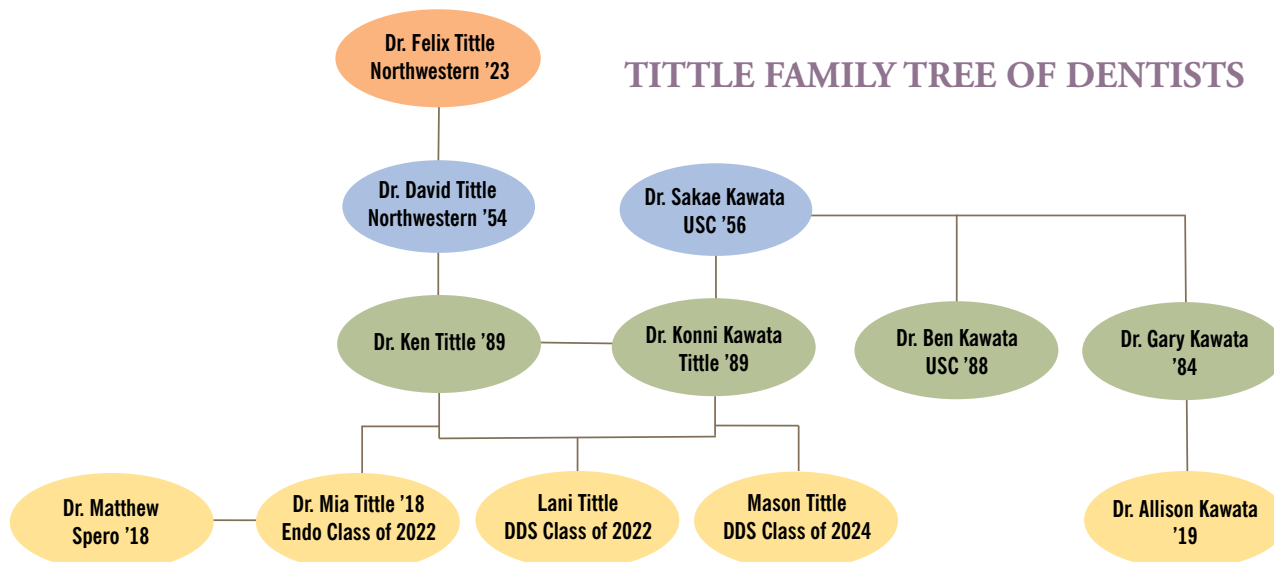 Dr. Felix Tittle
Northwestern ’23
TITTLE FAMILY TREE OF DENTISTS
Dr. David Tittle
Northwestern ’54
Dr. Sakae Kawata
USC ’56
Dr. Ken Tittle ’89
Dr. Konni Kawata
Tittle ’89
Dr. Ben Kawata
USC ’88
Dr. Gary Kawata
’84
Dr. Matthew
Spero ’18
Dr. Mia Tittle ’18
Endo Class of 2022
Lani Tittle
DDS Class of 2022
Mason Tittle
DDS Class of 2024
Dr. Allison Kawata
’19